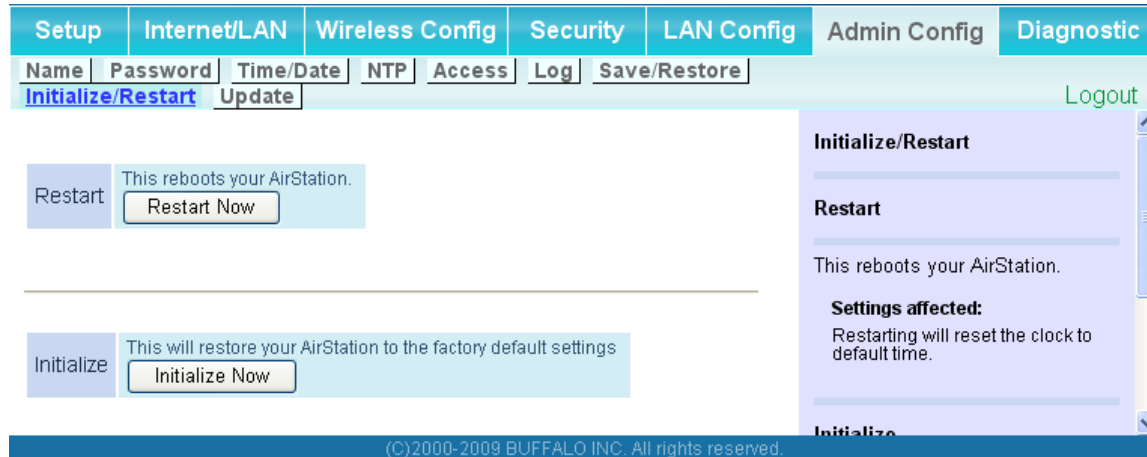 Setup Internet/LAN Wireless Config Security LAN Config Admin Config Diagnostic
Name Password Time/Date NTP Access Log Save/Restore
Initialize/Restart Update
Logout
Restart
This reboots your AirStation.
Restart Now
Initialize
This will restore your AirStation to the factory default settings
Initialize Now
Initialize/Restart
Restart
This reboots your AirStation.
Settings affected:
Restarting will reset the clock to
default time.
Initialize
(C)2000-2009 BUFFALO INC. All rights reserved.